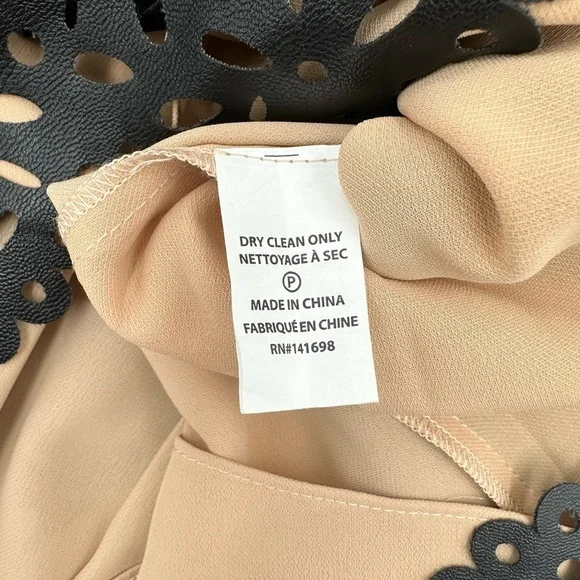 DRY CLEAN ONLY
NETTOYAGE À SEC
P
MADE IN CHINA
FABRIQUÉ EN CHINE
RN#141698